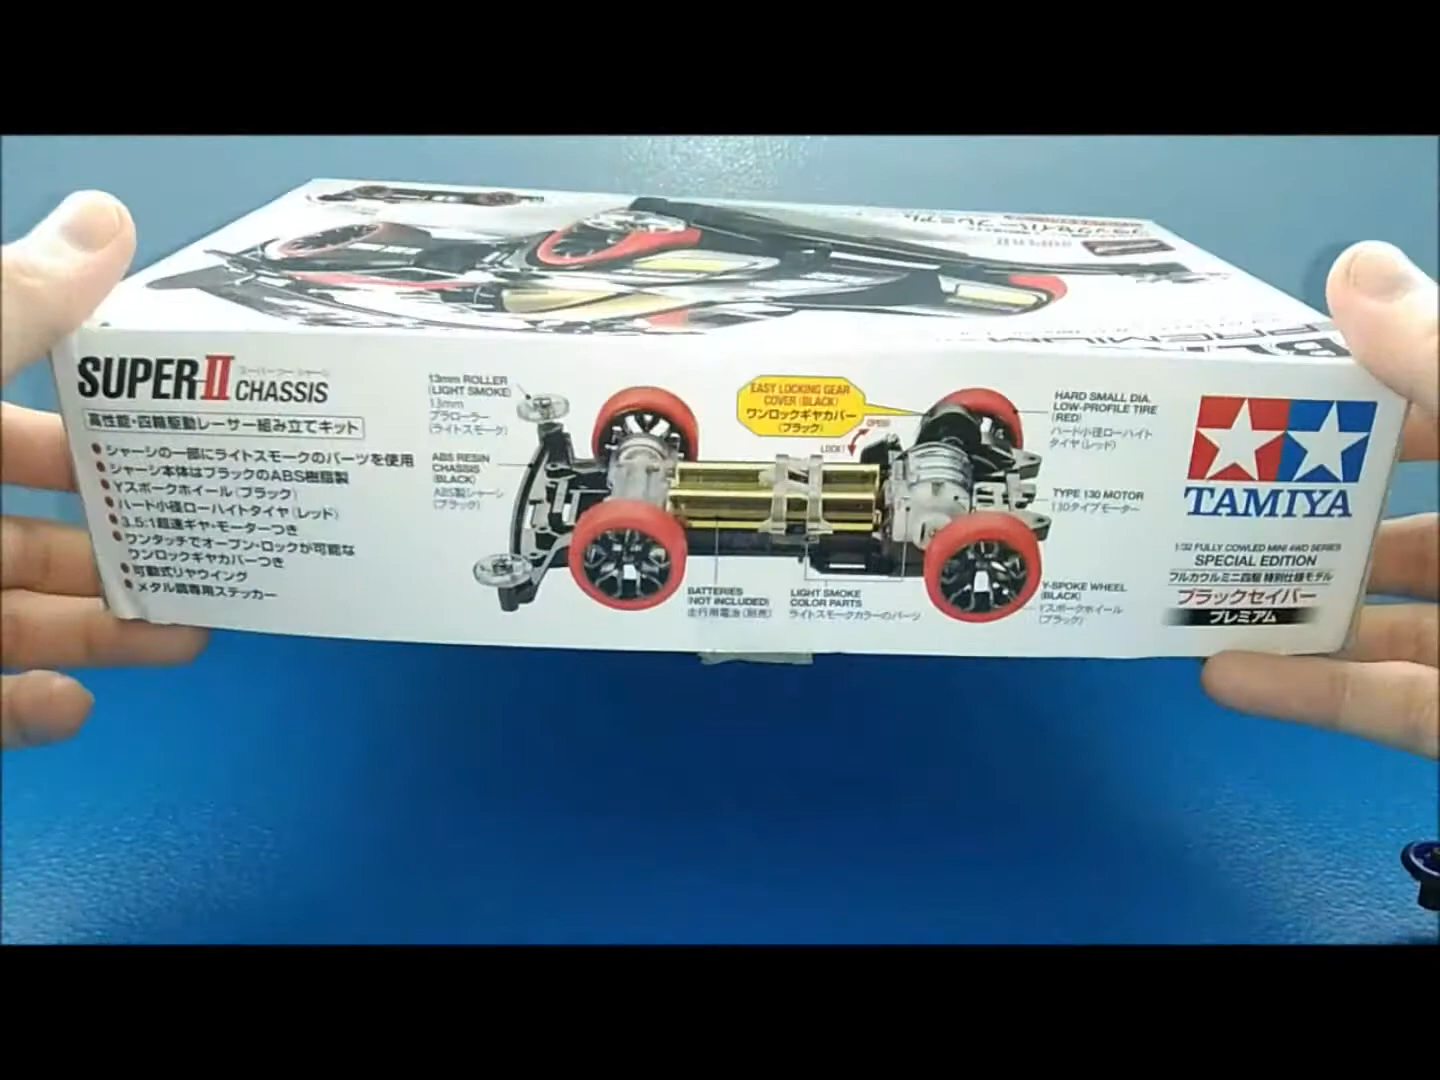 SUPER-II CHASSIS
スーパーツー シャーシ
高性能・四輪駆動レーサー組み立てキット
●シャーシの一部にライトスモークのパーツを使用
●シャーシ本体はブラックのABS樹脂製
●Yスポークホイール(ブラック)
●ハード小径ローハイトタイヤ(レッド)
●3.5:1超速ギヤ・モーターつき
●ワンタッチでオープン・ロックが可能な
ワンロックギヤカバーつき
●可動式リヤウイング
●メタル調専用ステッカー
13mm ROLLER
(LIGHT SMOKE)
13mm
プラローラー
(ライトスモーク)
ABS RESIN
CHASSIS
(BLACK)
ABS製シャーシ
(ブラック)
EASY LOCKING GEAR
COVER (BLACK)
ワンロックギヤカバー
(ブラック)
OPEN!
LOCK!
BATTERIES
(NOT INCLUDED)
走行用電池(別売)
LIGHT SMOKE
COLOR PARTS
ライトスモークカラーのパーツ
HARD SMALL DIA.
LOW-PROFILE TIRE
(RED)
ハード小径ローハイト
タイヤ(レッド)
TYPE 130 MOTOR
130タイプモーター
Y-SPOKE WHEEL
(BLACK)
Yスポークホイール
(ブラック)
TAMIYA
1/32 FULLY COWLED MINI 4WD SERIES
SPECIAL EDITION
フルカウルミニ四駆 特別仕様モデル
ブラックセイバー
プレミアム
ブラックセイバー プレミアム
SUPER II
PREMIUM